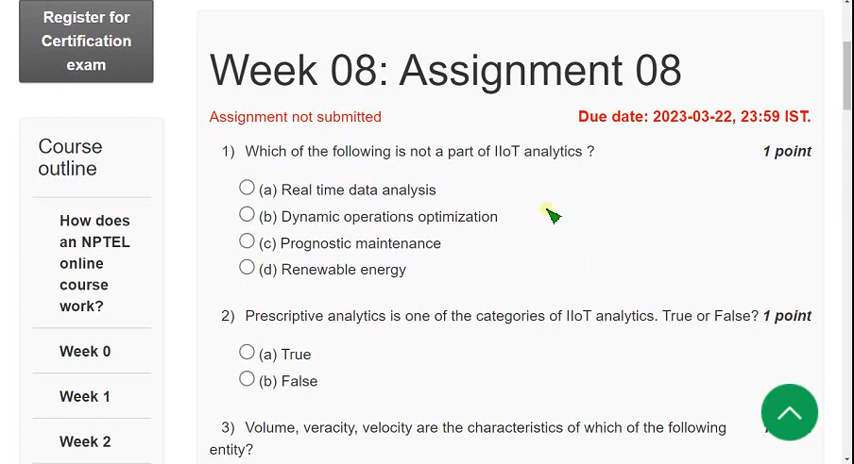 Register for
Certification
exam
Course
outline
How does
an NPTEL
online
course
work?
Week 0
Week 1
Week 2
Week 08: Assignment 08
Assignment not submitted
Due date: 2023-03-22, 23:59 IST.
1) Which of the following is not a part of IIoT analytics ? 1 point
(a) Real time data analysis
(b) Dynamic operations optimization
(c) Prognostic maintenance
(d) Renewable energy
2) Prescriptive analytics is one of the categories of IIoT analytics. True or False? 1 point
(a) True
(b) False
3) Volume, veracity, velocity are the characteristics of which of the following
entity?